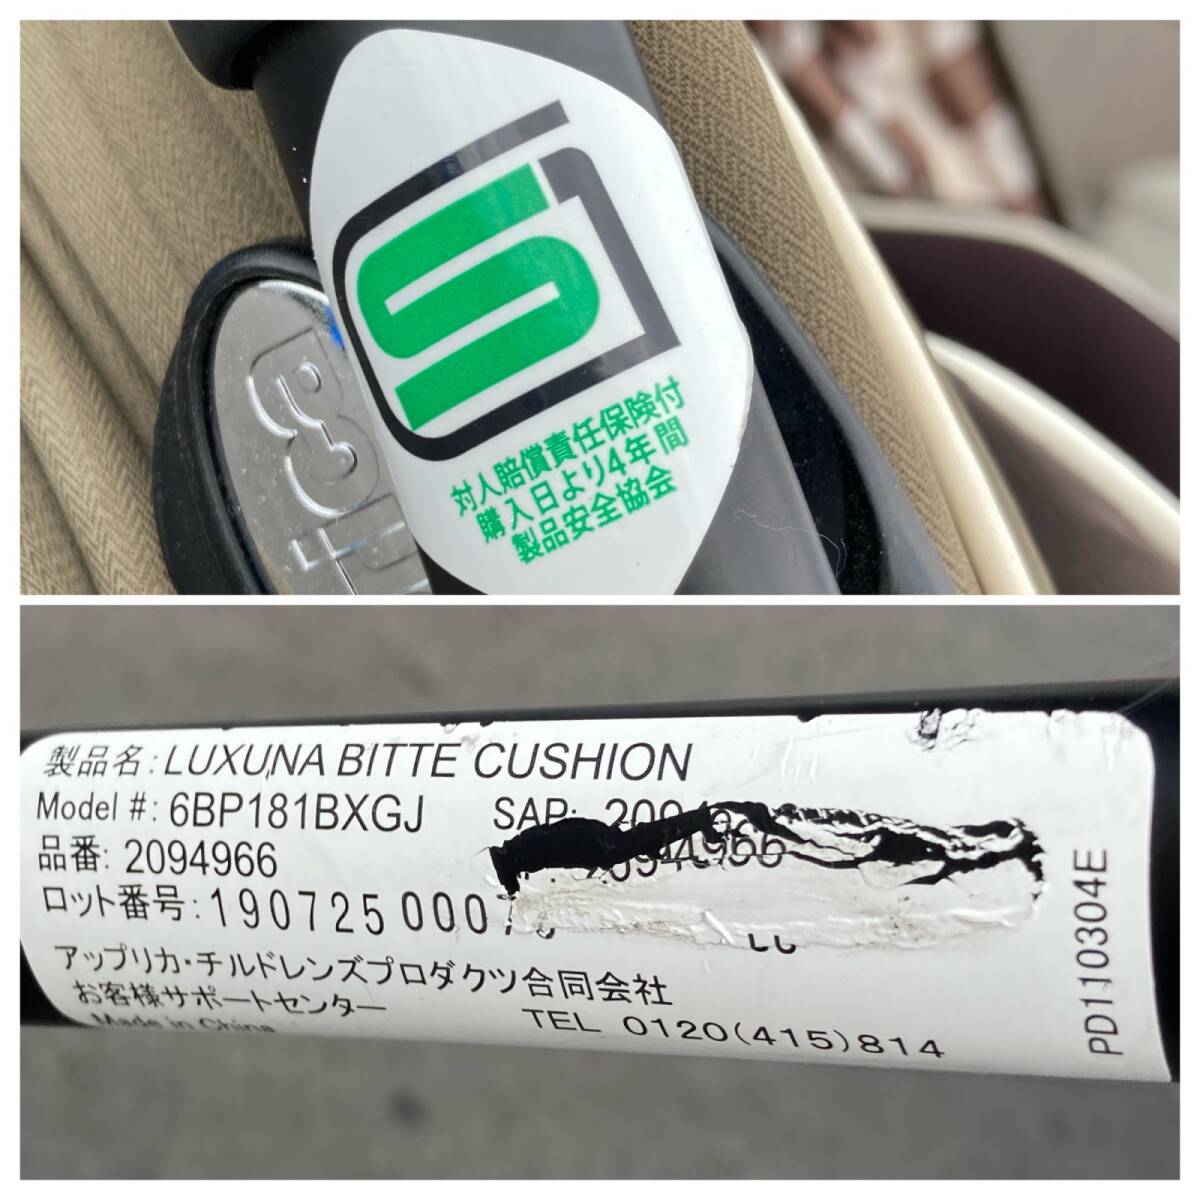 SG
対人賠償責任保険付
購入日より4年間
製品安全協会
製品名:LUXUNA BITTE CUSHION
Model #: 6BP181BXGJ SAP: 2094966
品番: 2094966
ロット番号:190725 000
アップリカ・チルドレンズプロダクツ合同会社
お客様サポートセンター
TEL 0120(415)814
Made in China
PD110304E